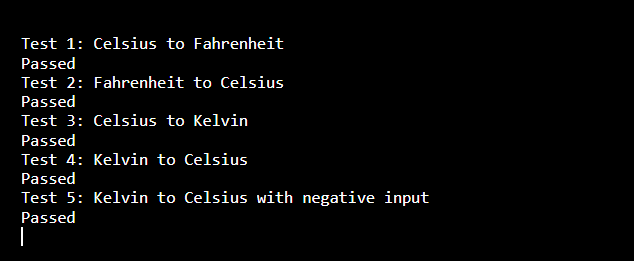 Test 1: Celsius to Fahrenheit
Passed
Test 2: Fahrenheit to Celsius
Passed
Test 3: Celsius to Kelvin
Passed
Test 4: Kelvin to Celsius
Passed
Test 5: Kelvin to Celsius with negative input
Passed